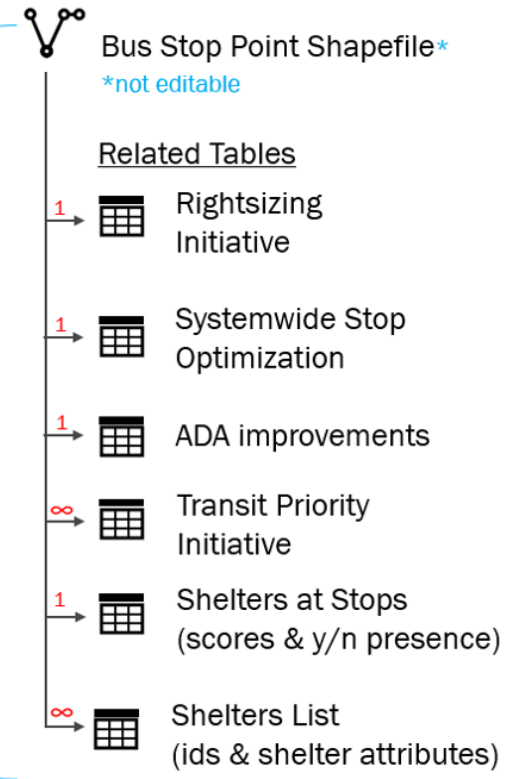 Bus Stop Point Shapefile*
*not editable
Related Tables
1
Rightsizing
Initiative
1
Systemwide Stop
Optimization
1
ADA improvements
∞
Transit Priority
Initiative
1
Shelters at Stops
(scores & y/n presence)
∞
Shelters List
(ids & shelter attributes)